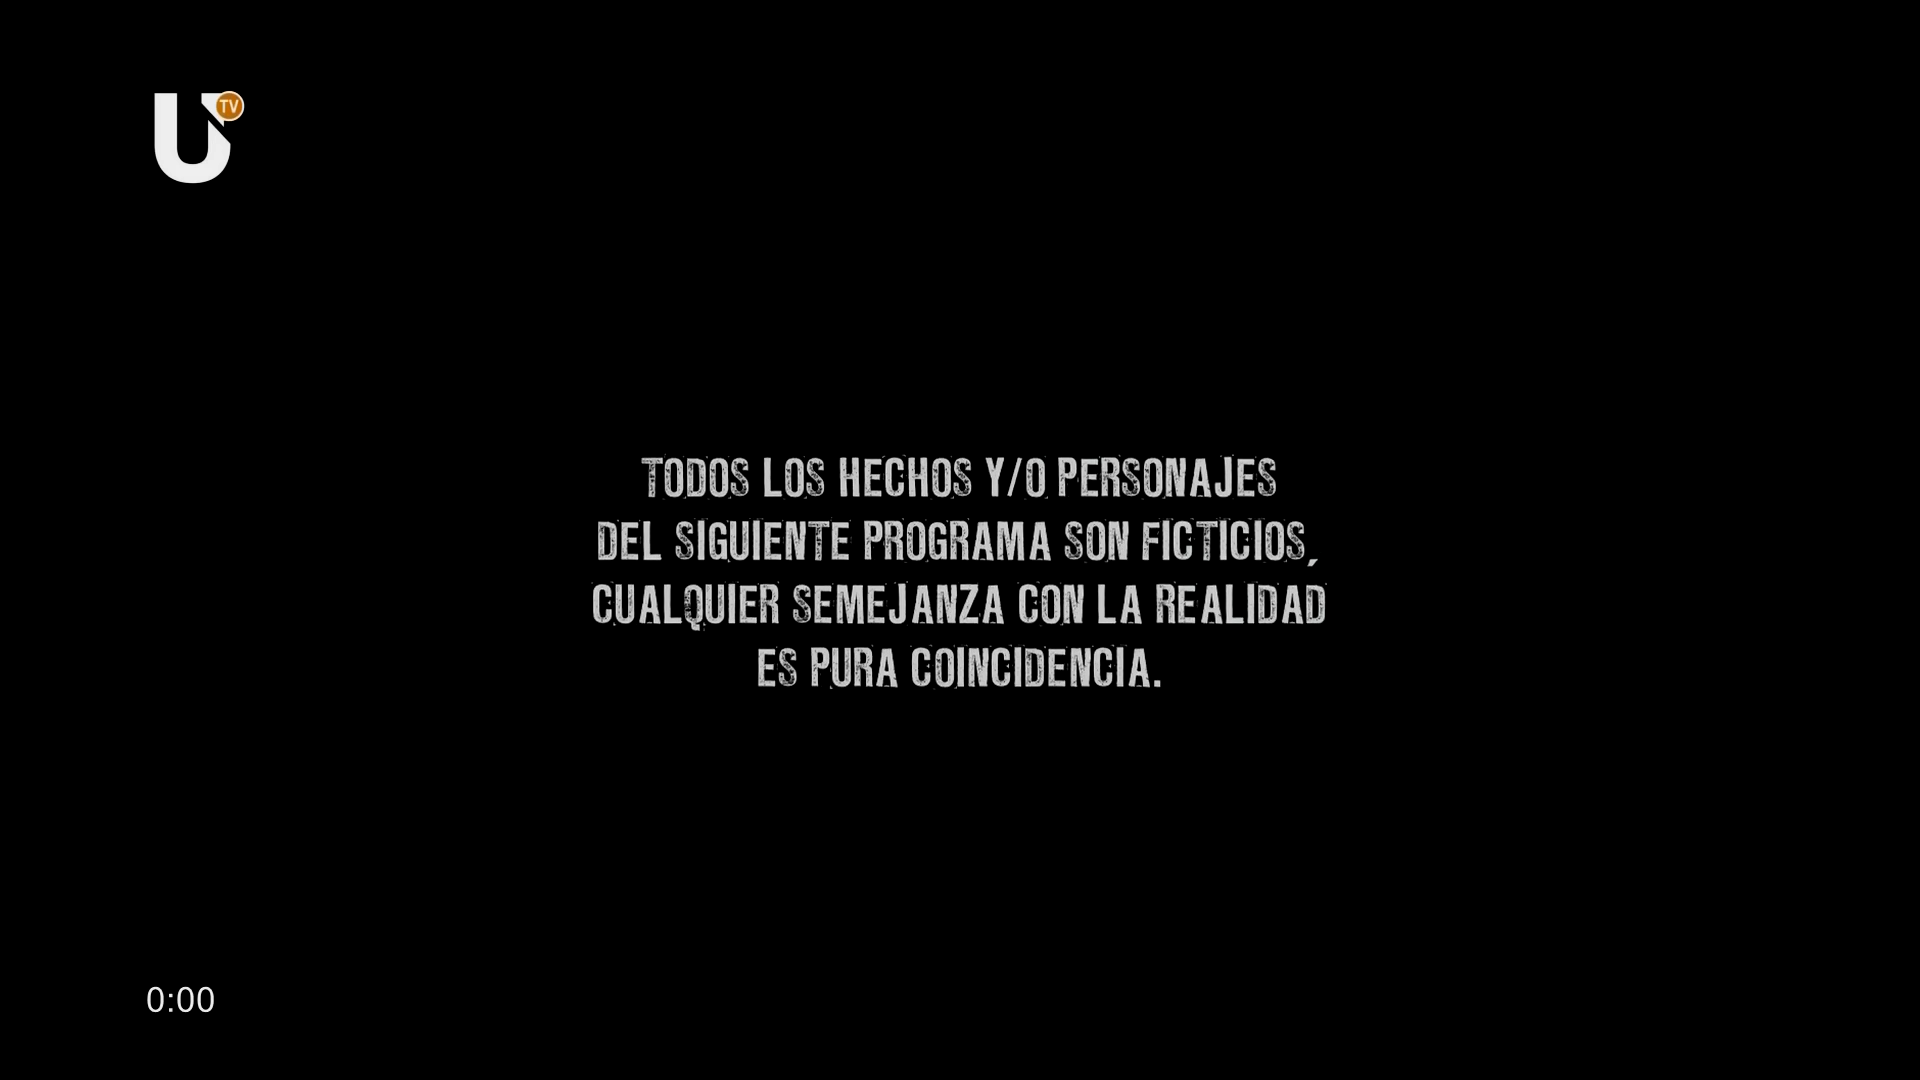 U TV
TODOS LOS HECHOS Y/O PERSONAJES
DEL SIGUIENTE PROGRAMA SON FICTICIOS,
CUALQUIER SEMEJANZA CON LA REALIDAD
ES PURA COINCIDENCIA.
0:00